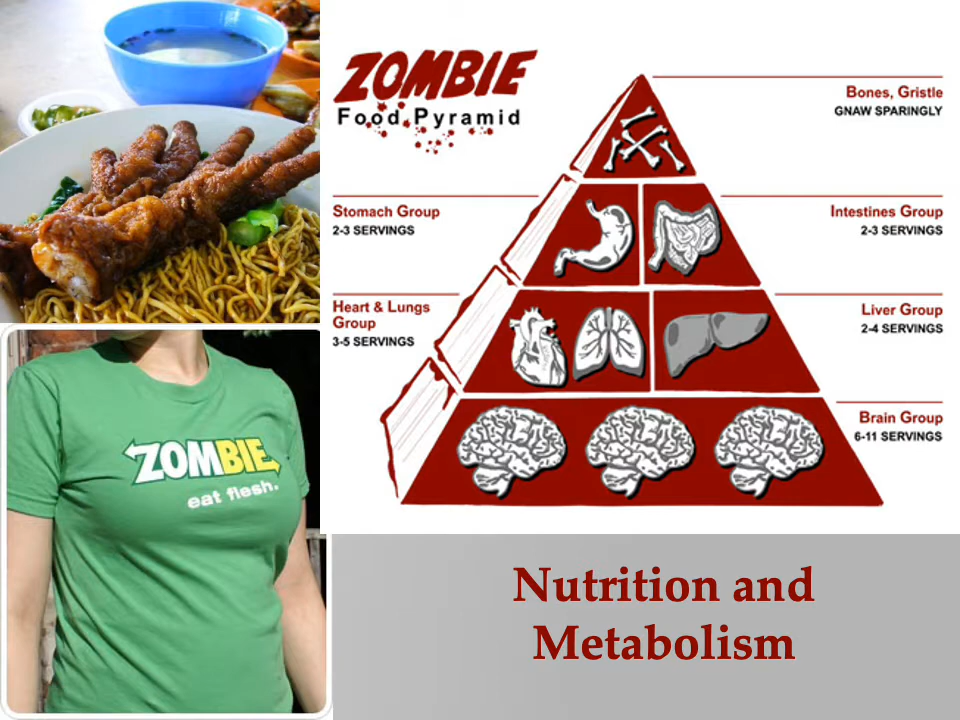 ZOMBIE
Food Pyramid
Bones, Gristle
GNAW SPARINGLY
Stomach Group
2-3 SERVINGS
Intestines Group
2-3 SERVINGS
Heart & Lungs
Group
3-5 SERVINGS
Liver Group
2-4 SERVINGS
Brain Group
6-11 SERVINGS
ZOMBIE
eat flesh.
Nutrition and
Metabolism